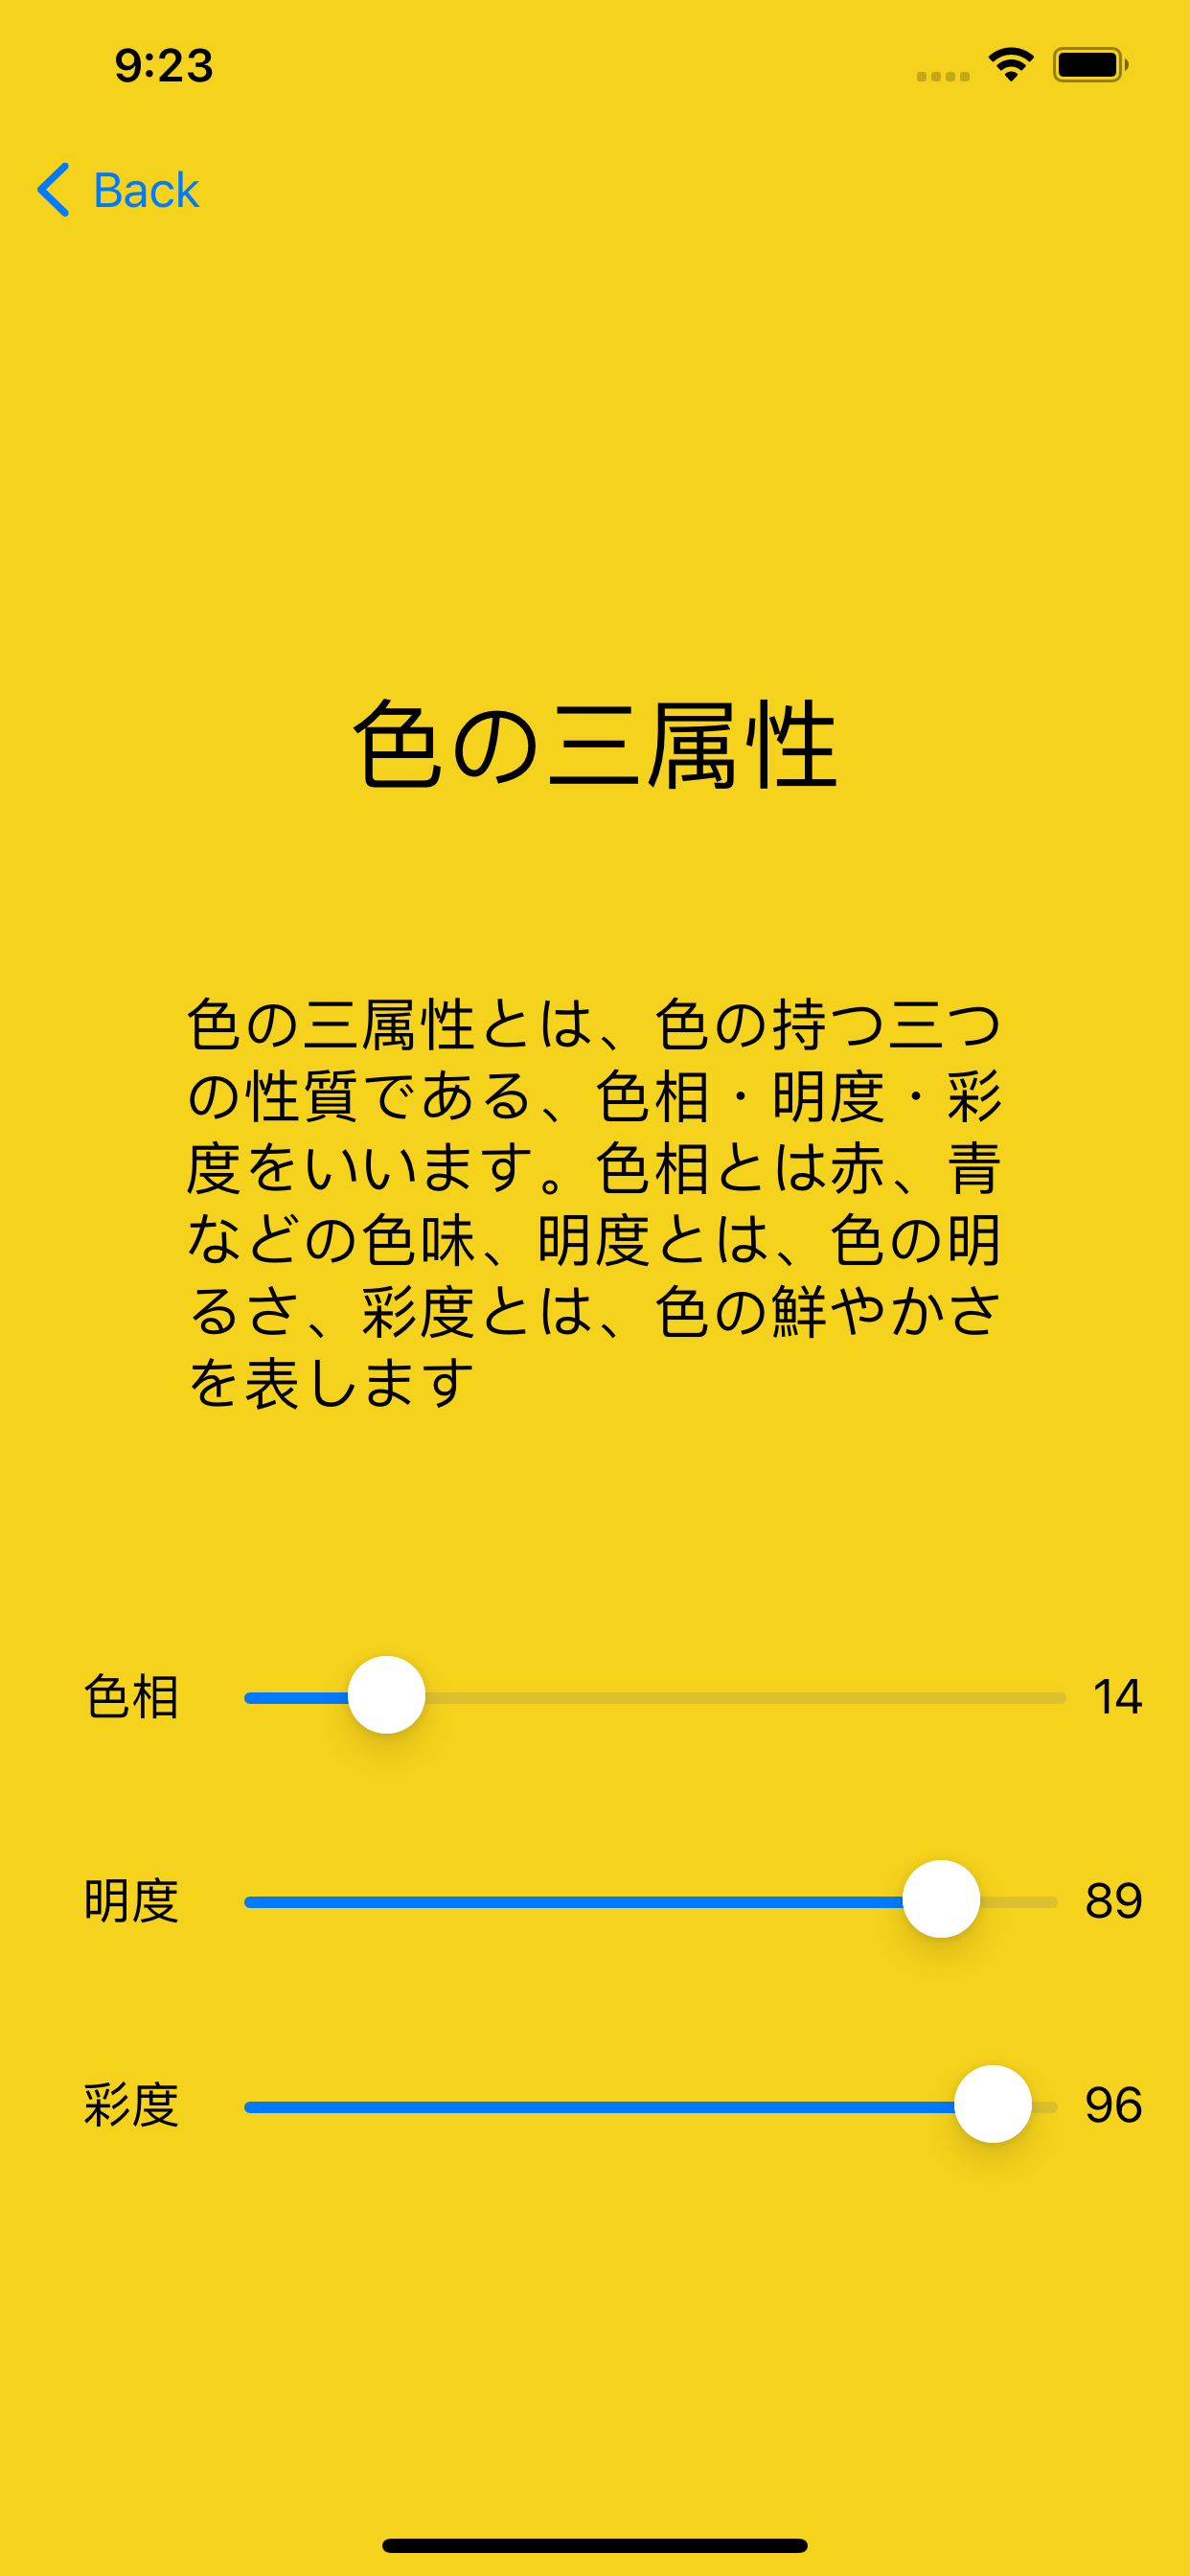 9:23
Back
色の三属性
色の三属性とは、色の持つ三つ
の性質である、色相・明度・彩
度をいいます。色相とは赤、青
などの色味、明度とは、色の明
るさ、彩度とは、色の鮮やかさ
を表します
色相 14
明度 89
彩度 96